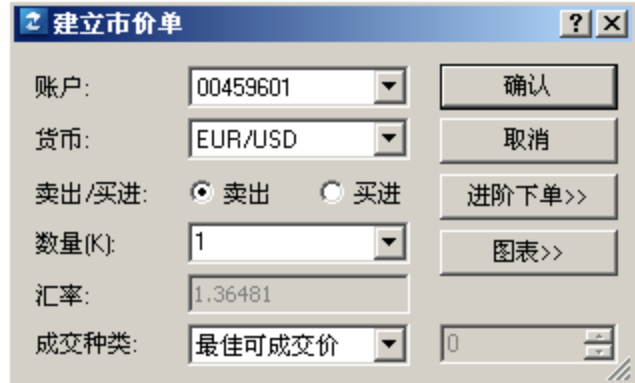 建立市价单
账户: 00459601 确认
货币: EUR/USD 取消
卖出/买进: 卖出 买进 进阶下单>>
数量(K): 1 图表>>
汇率: 1.36481
成交种类: 最佳可成交价 0